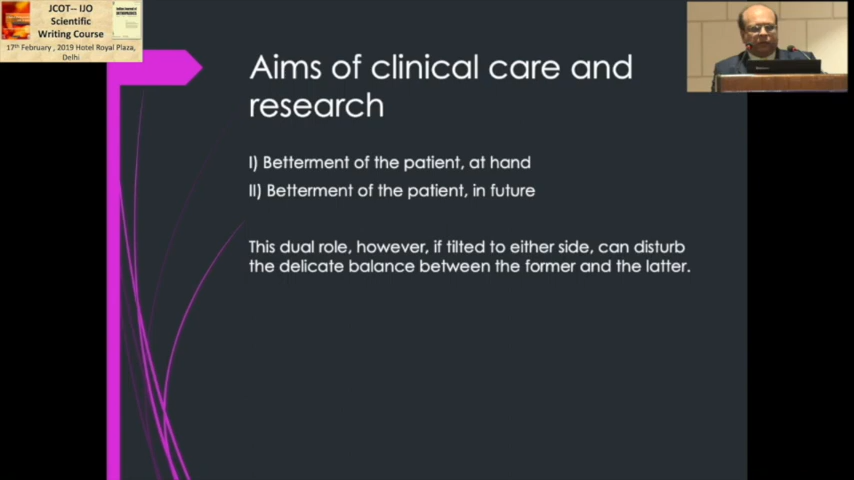 JCOT-- IJO
Scientific
Writing Course
17th February , 2019 Hotel Royal Plaza,
Delhi
Aims of clinical care and
research
I) Betterment of the patient, at hand
II) Betterment of the patient, in future
This dual role, however, if tilted to either side, can disturb
the delicate balance between the former and the latter.